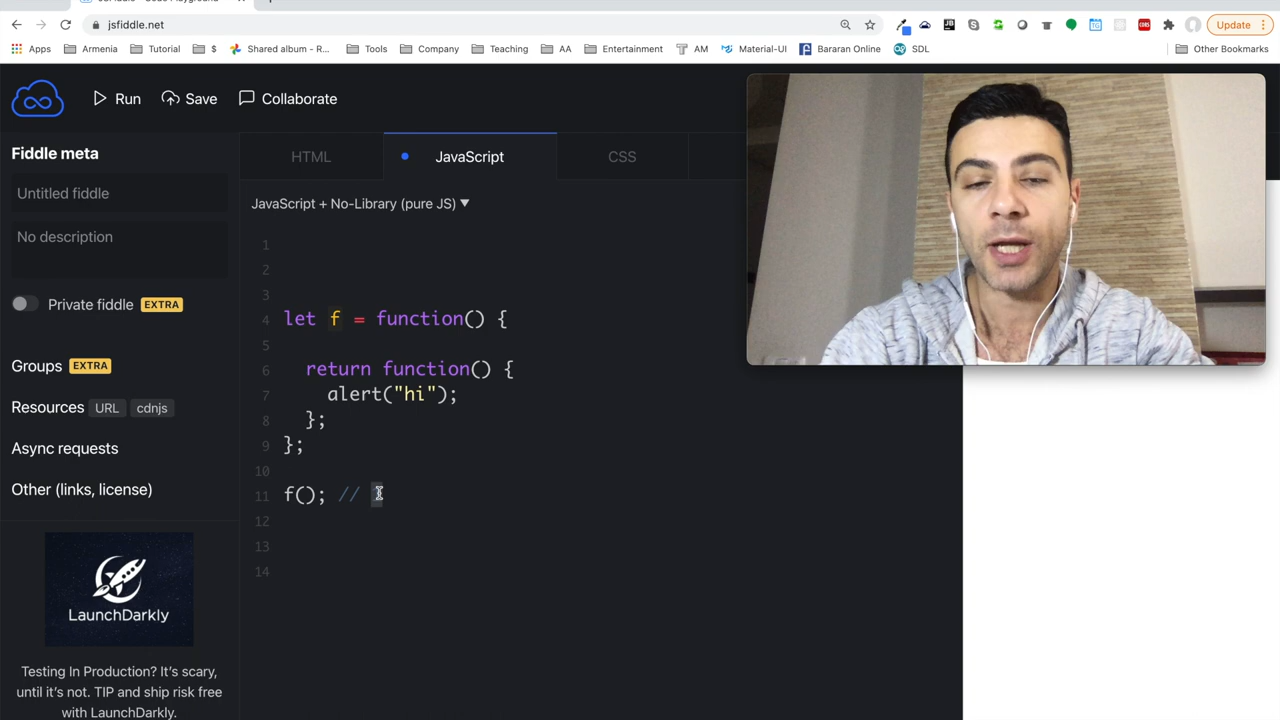 jsfiddle.net
Update
Apps Armenia Tutorial $ Shared album - R... Tools Company Teaching AA Entertainment AM Material-UI Bararan Online SDL Other Bookmarks
Run Save Collaborate
Fiddle meta
Untitled fiddle
No description
Private fiddle EXTRA
Groups EXTRA
Resources URL cdnjs
Async requests
Other (links, license)
LaunchDarkly
Testing In Production? It's scary,
until it's not. TIP and ship risk free
with LaunchDarkly.
HTML JavaScript CSS
JavaScript + No-Library (pure JS) ▼
1
2
3
4 let f = function() {
5
6 return function() {
7 alert("hi");
8 };
9 };
10
11 f(); //
12
13
14